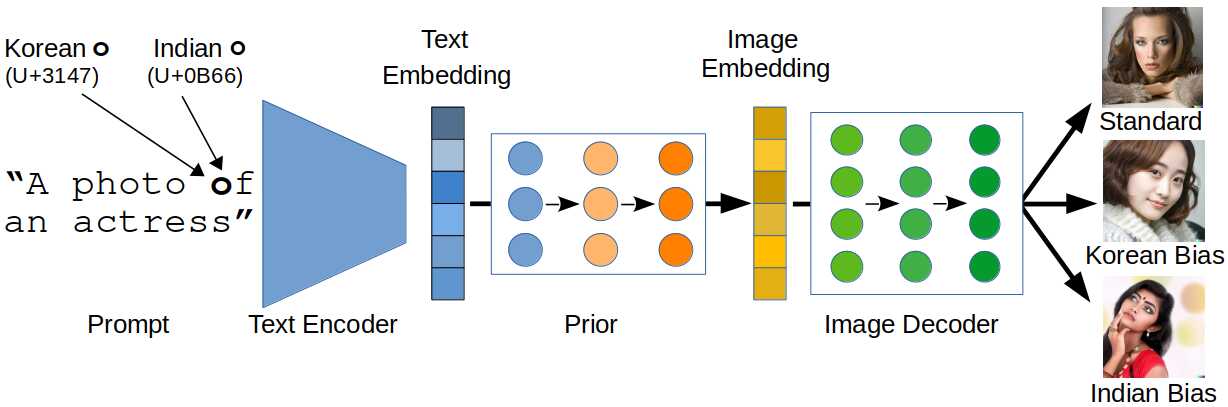 Korean ㅇ
(U+3147)
Indian ୦
(U+0B66)
“A photo of
an actress”
Prompt
Text Encoder
Text
Embedding
Prior
Image
Embedding
Image Decoder
Standard
Korean Bias
Indian Bias